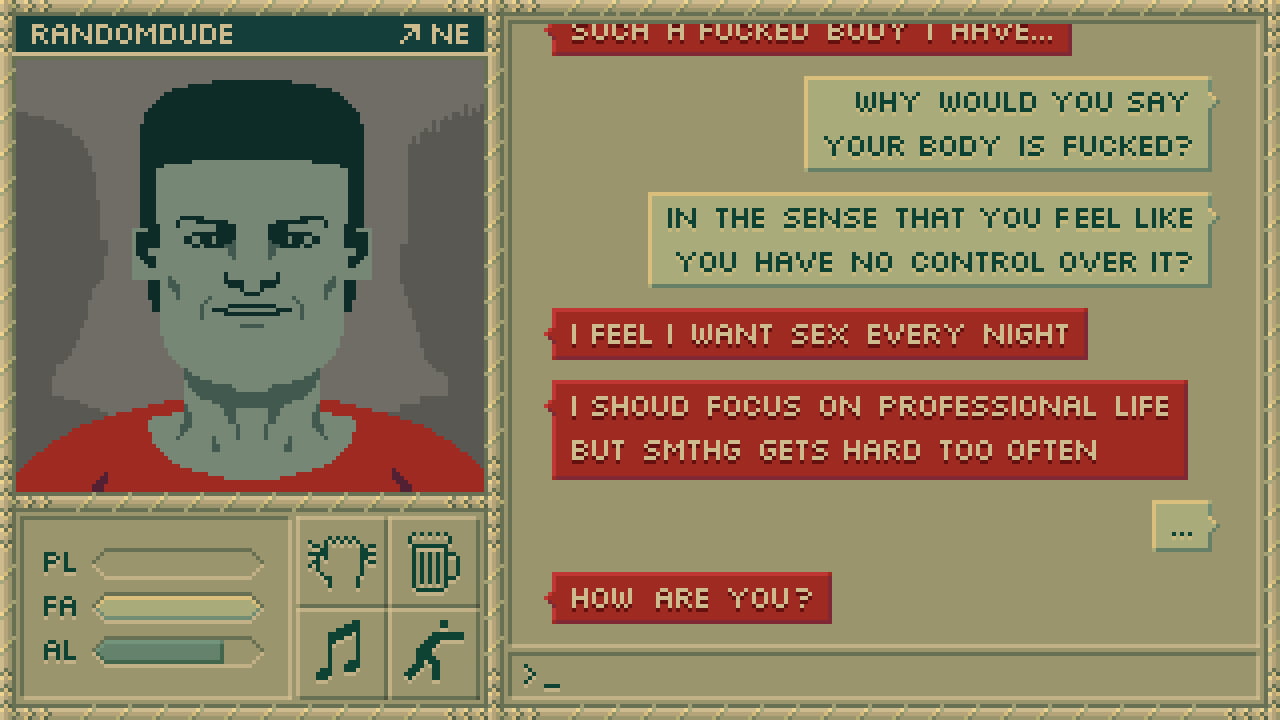 RANDOMDUDE
NE
SUCH A FUCKED BODY I HAVE...
WHY WOULD YOU SAY
YOUR BODY IS FUCKED?
IN THE SENSE THAT YOU FEEL LIKE
YOU HAVE NO CONTROL OVER IT?
I FEEL I WANT SEX EVERY NIGHT
I SHOUD FOCUS ON PROFESSIONAL LIFE
BUT SMTHG GETS HARD TOO OFTEN
...
HOW ARE YOU?
PL
FA
AL
>_